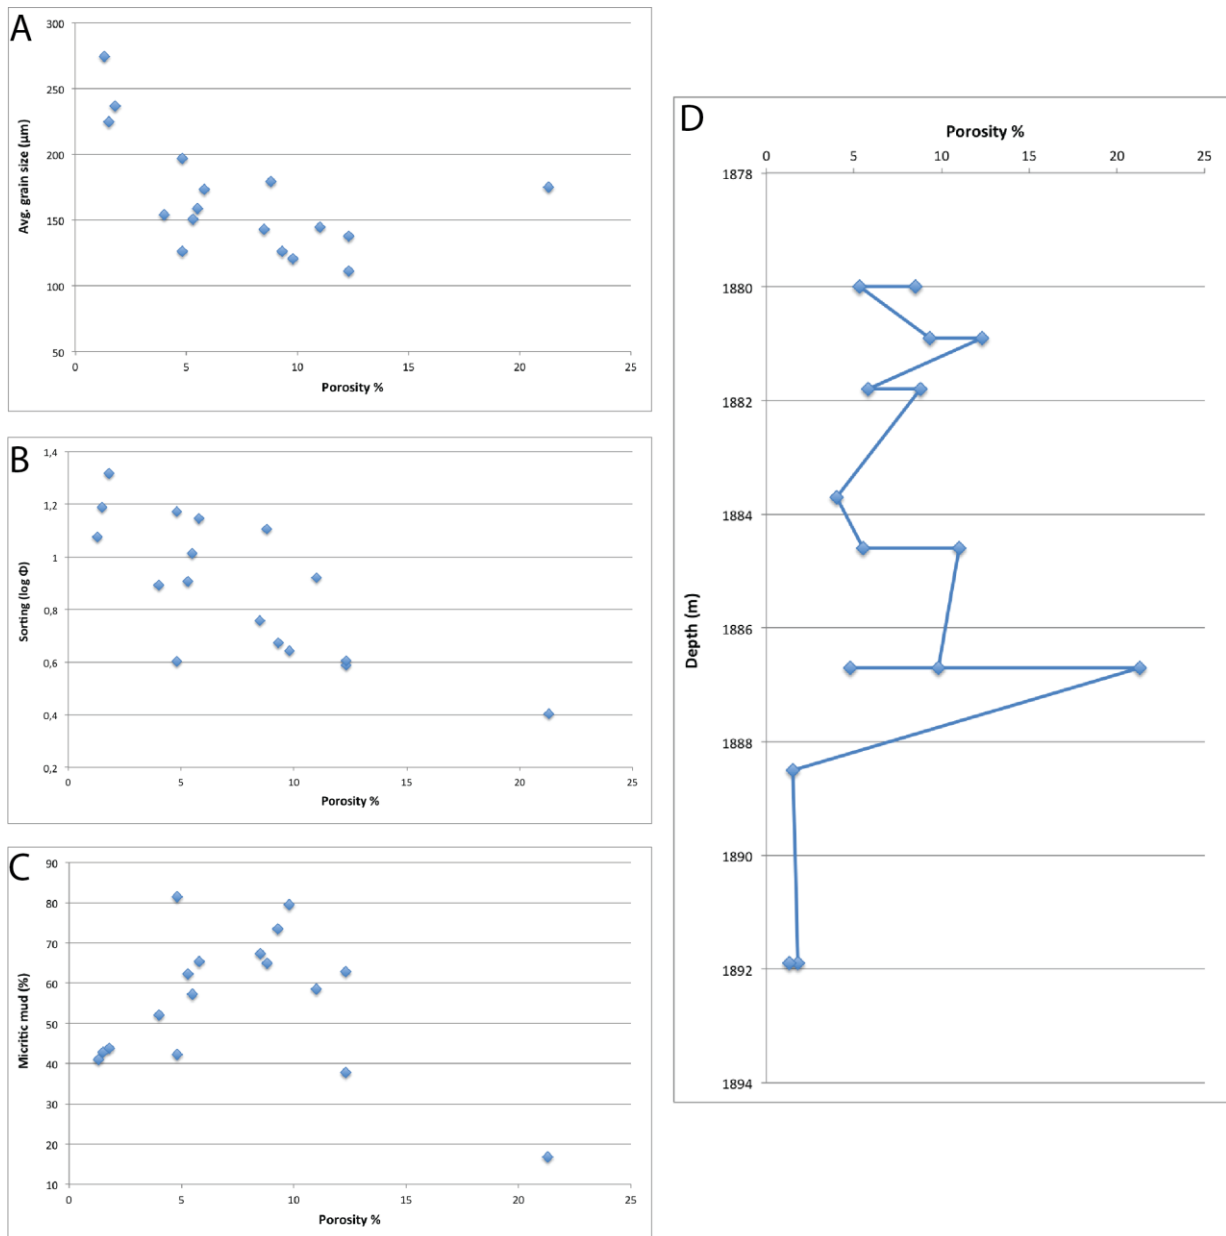 A
300
250
200
150
100
50
Avg. grain size (µm)
0 5 10 15 20 25
Porosity %
B
1,4
1,2
1
0,8
0,6
0,4
0,2
Sorting (log Φ)
0 5 10 15 20 25
Porosity %
C
90
80
70
60
50
40
30
20
10
Micritic mud (%)
0 5 10 15 20 25
Porosity %
D
Porosity %
0 5 10 15 20 25
1878
1880
1882
1884
1886
1888
1890
1892
1894
Depth (m)